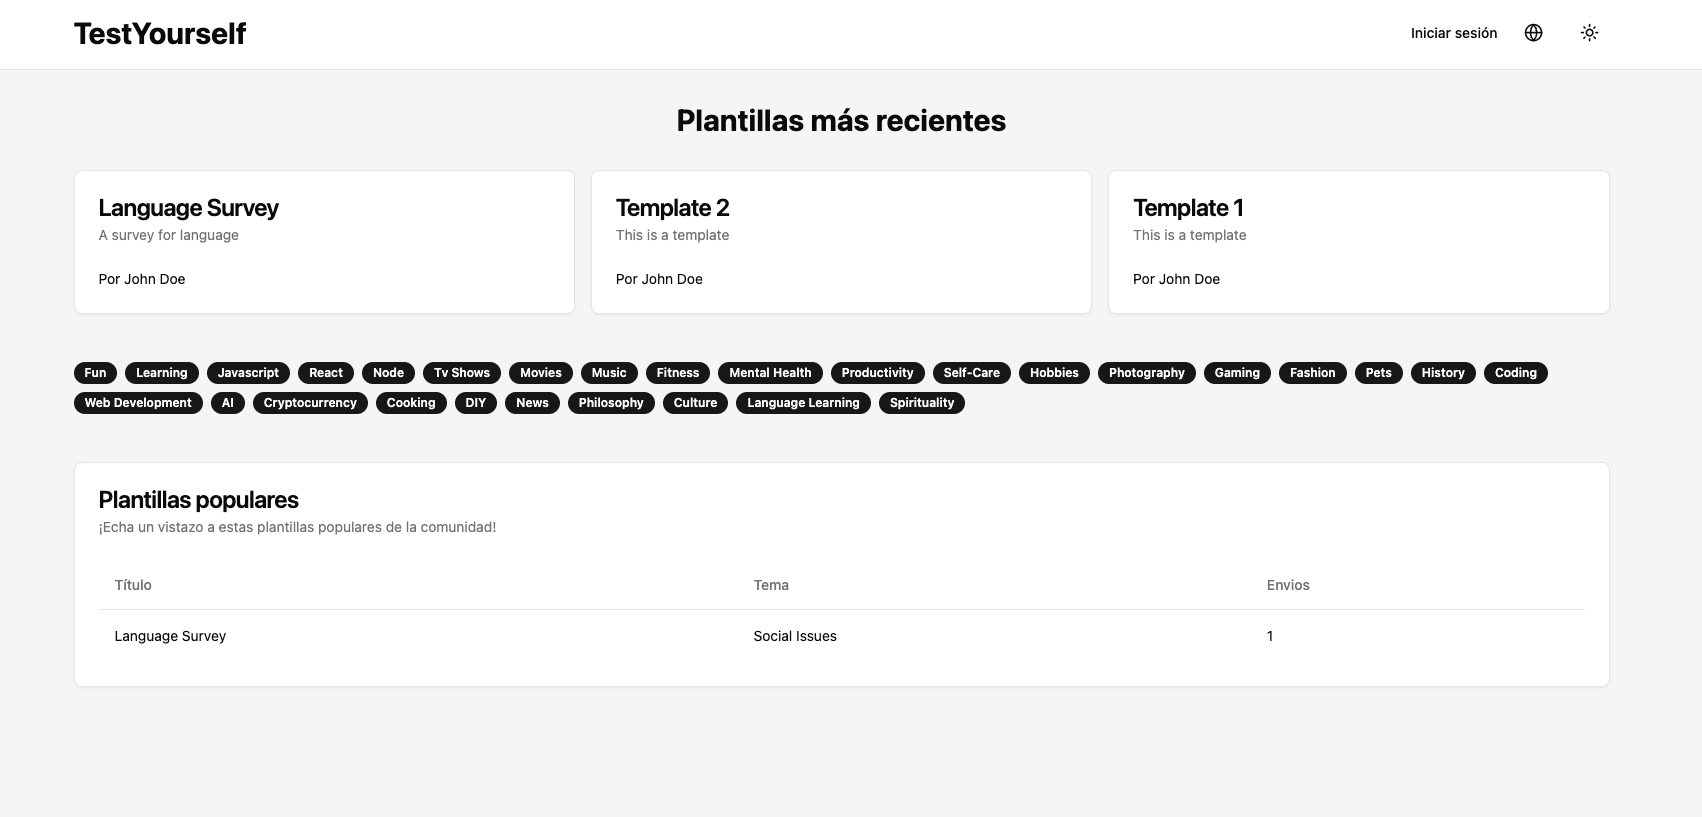 TestYourself
Iniciar sesión
Plantillas más recientes
Language Survey
A survey for language
Por John Doe
Template 2
This is a template
Por John Doe
Template 1
This is a template
Por John Doe
Fun Learning Javascript React Node Tv Shows Movies Music Fitness Mental Health Productivity Self-Care Hobbies Photography Gaming Fashion Pets History Coding
Web Development AI Cryptocurrency Cooking DIY News Philosophy Culture Language Learning Spirituality
Plantillas populares
¡Echa un vistazo a estas plantillas populares de la comunidad!
Título Tema Envios
Language Survey Social Issues 1